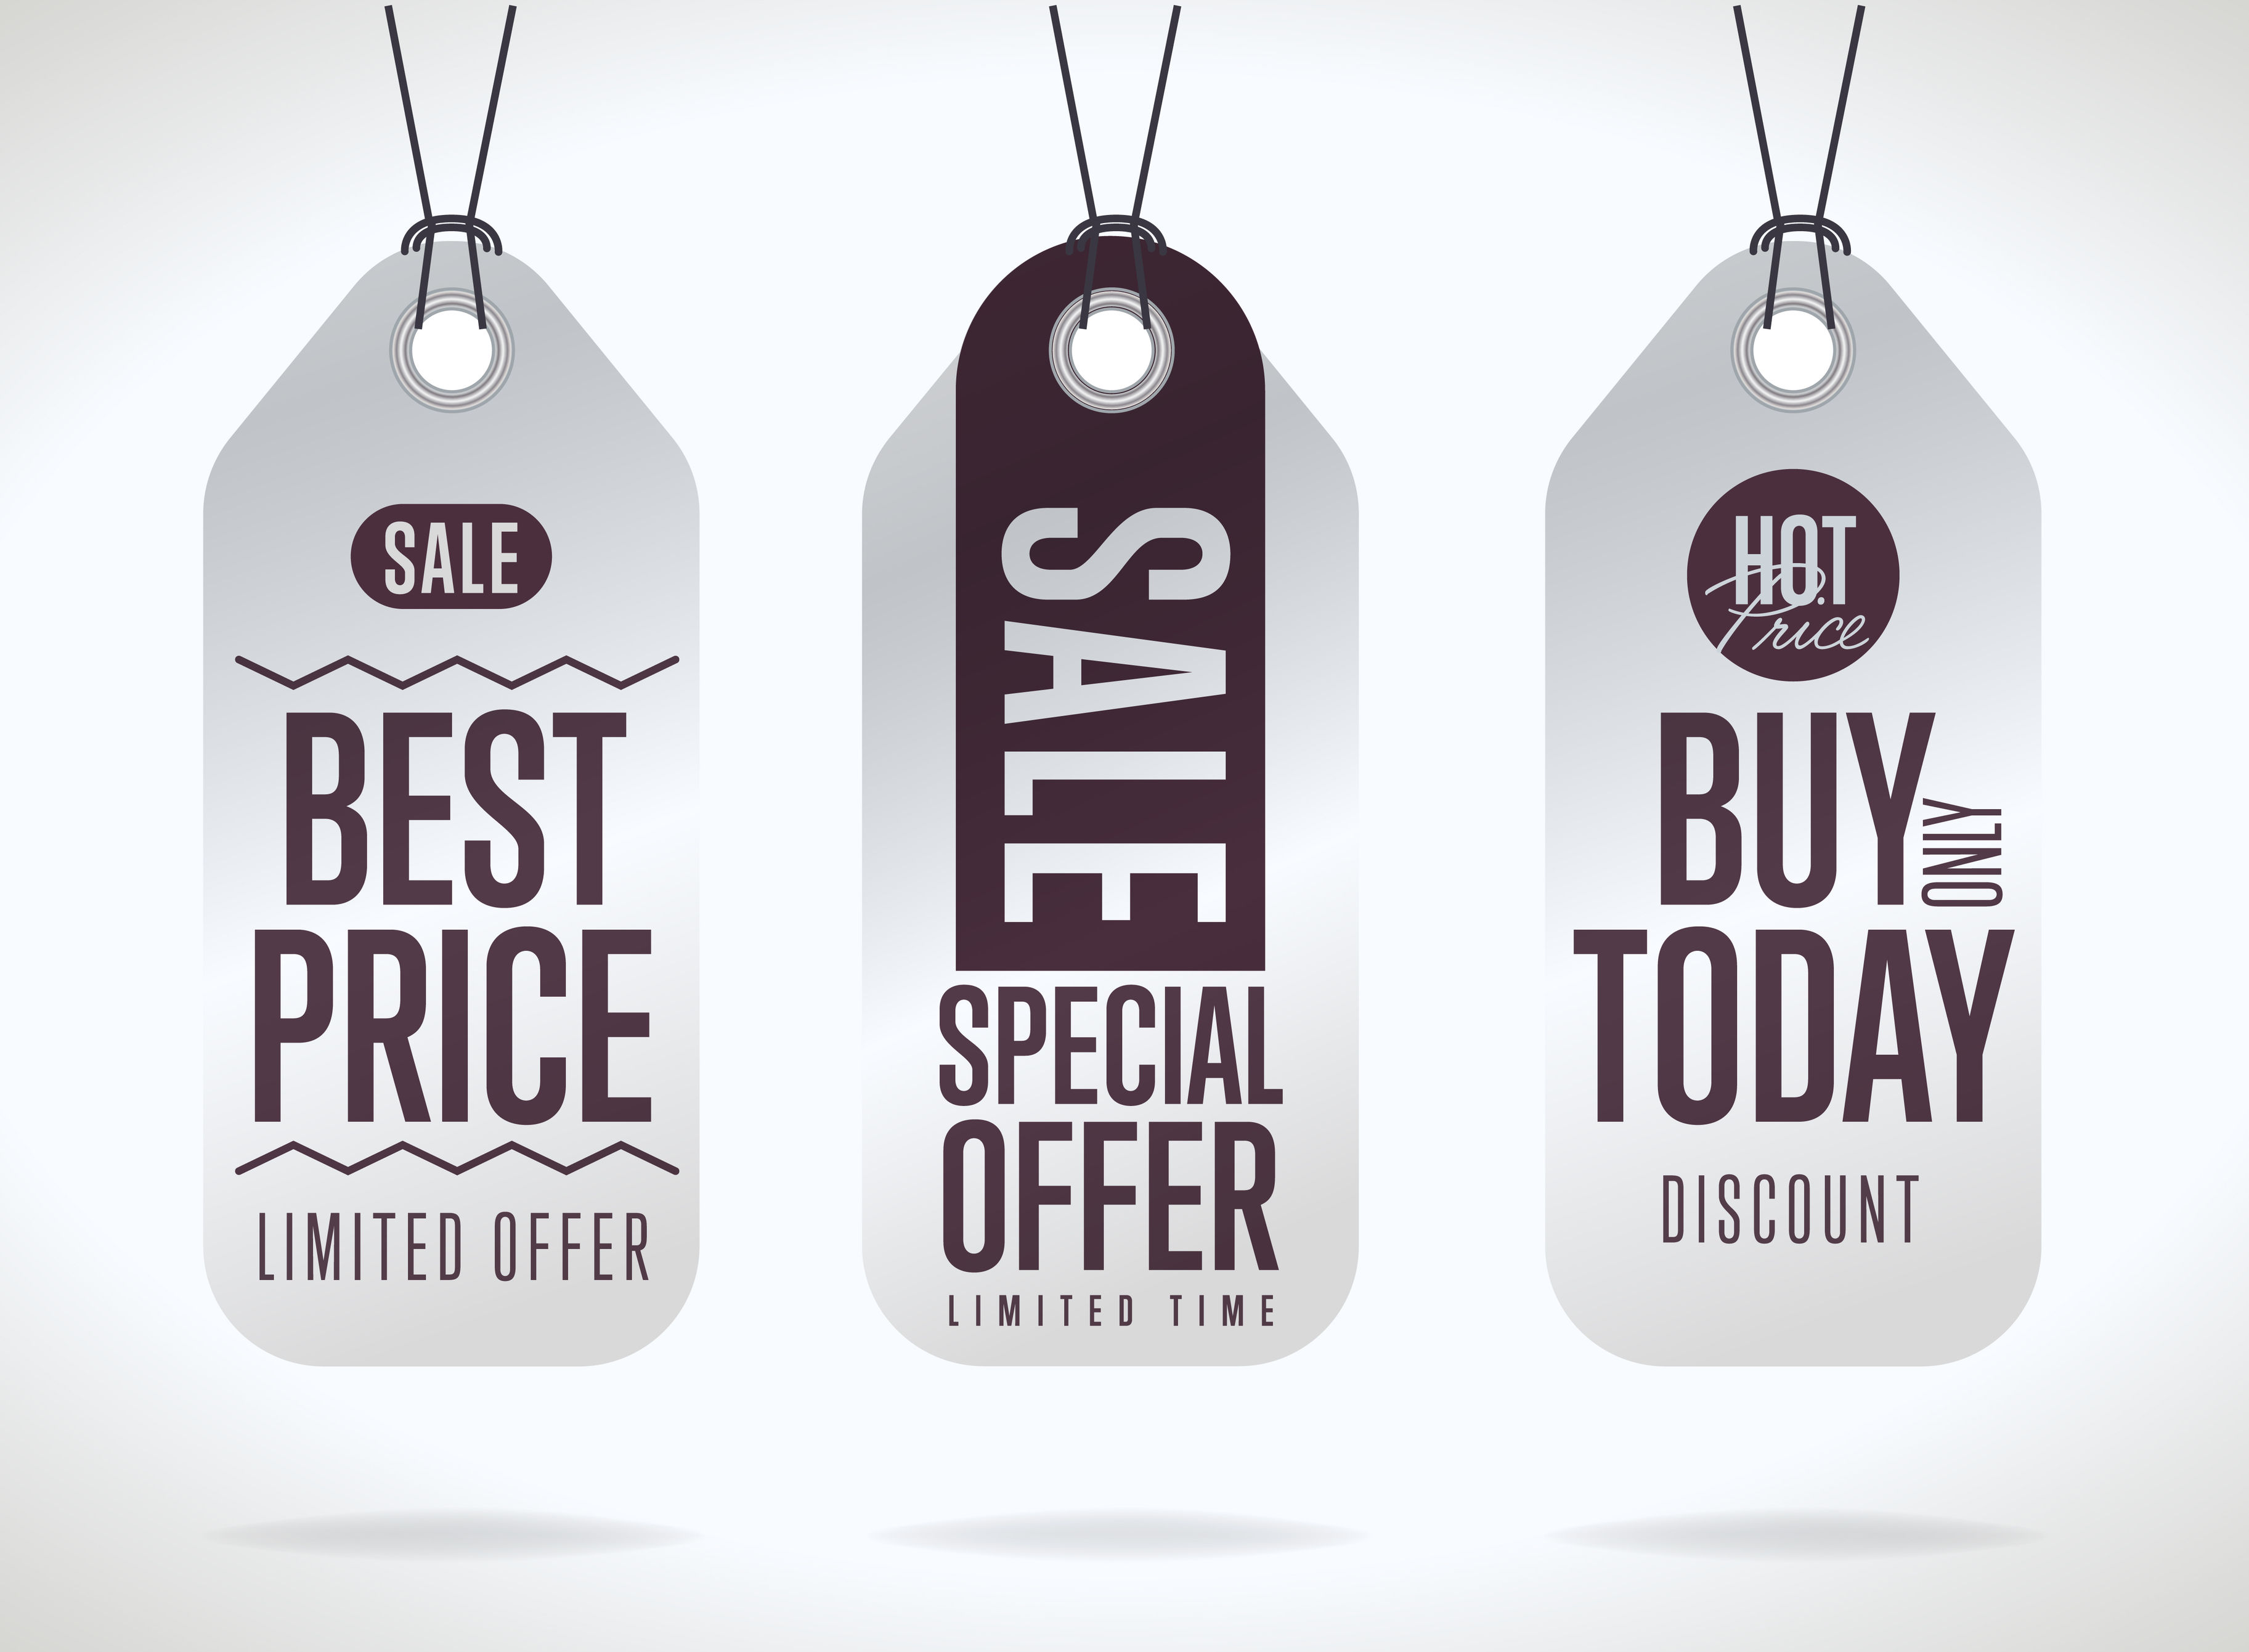 SALE
BEST
PRICE
LIMITED OFFER
SALE
SPECIAL
OFFER
LIMITED TIME
HOT
Price
BUY
ONLY
TODAY
DISCOUNT